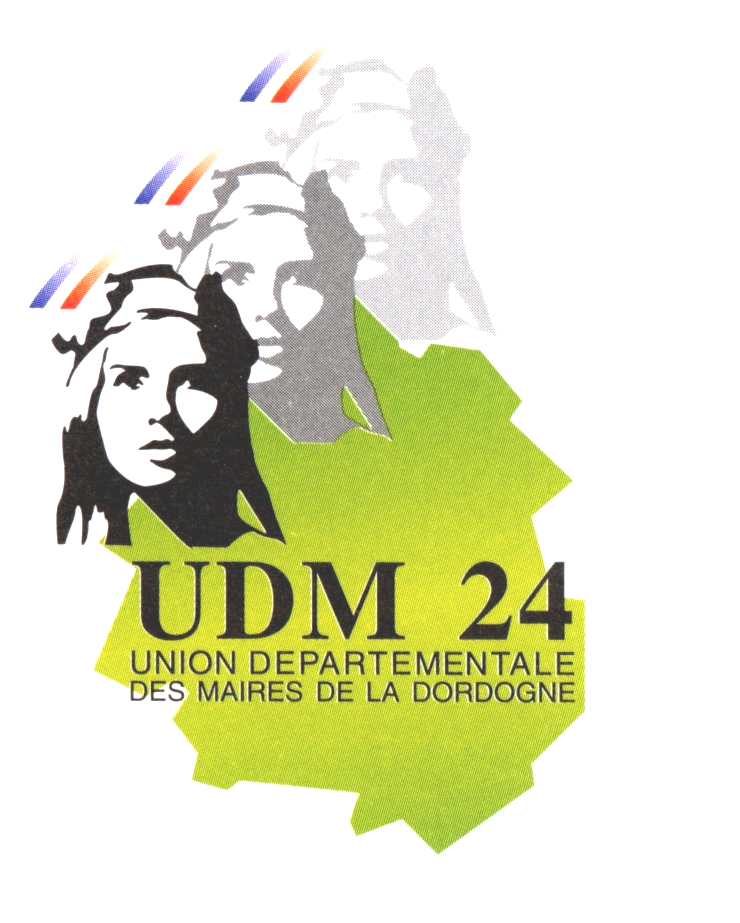 UDM 24
UNION DEPARTEMENTALE
DES MAIRES DE LA DORDOGNE